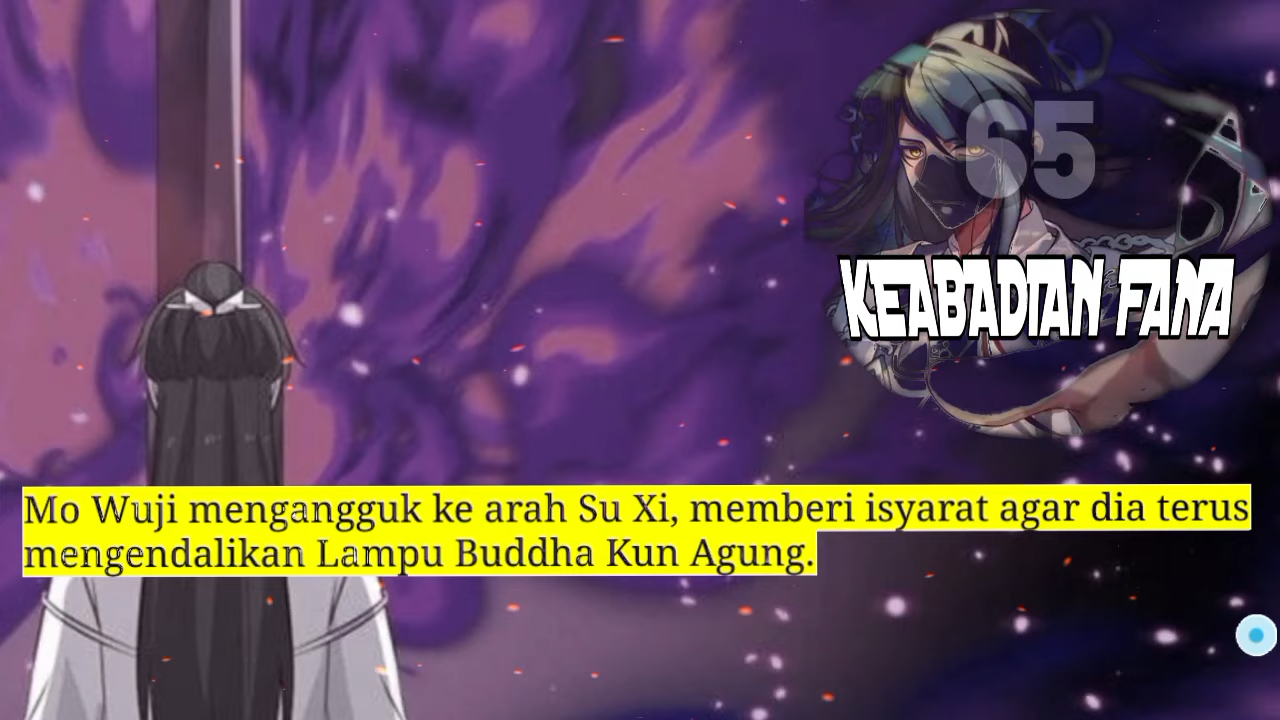 65
KEABADIAN FANA
Mo Wuji mengangguk ke arah Su Xi, memberi isyarat agar dia terus
mengendalikan Lampu Buddha Kun Agung.